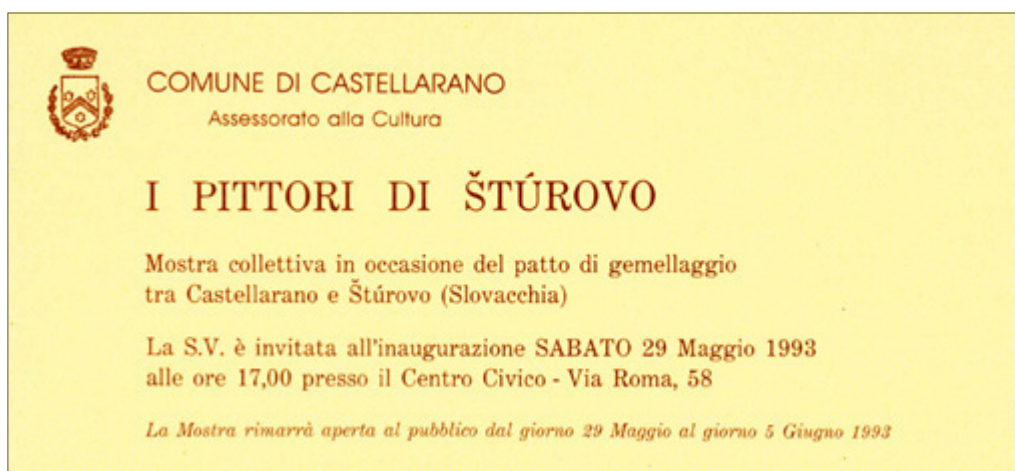 COMUNE DI CASTELLARANO
Assessorato alla Cultura
I PITTORI DI ŠTÚROVO
Mostra collettiva in occasione del patto di gemellaggio
tra Castellarano e Štúrovo (Slovacchia)
La S.V. è invitata all'inaugurazione SABATO 29 Maggio 1993
alle ore 17,00 presso il Centro Civico - Via Roma, 58
La Mostra rimarrà aperta al pubblico dal giorno 29 Maggio al giorno 5 Giugno 1993